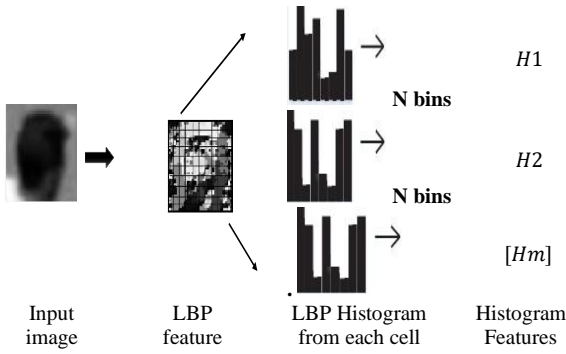 H1
N bins
H2
N bins
[Hm]
Input
image
LBP
feature
LBP Histogram
from each cell
Histogram
Features